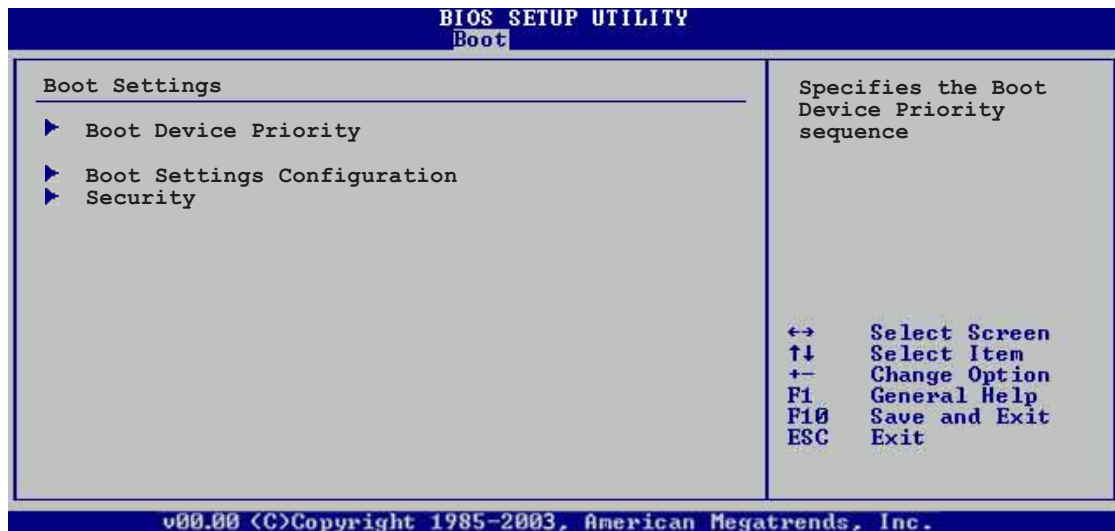 BIOS SETUP UTILITY
Boot
Boot Settings
Boot Device Priority
Boot Settings Configuration
Security
Specifies the Boot
Device Priority
sequence
←→ Select Screen
↑↓ Select Item
+- Change Option
F1 General Help
F10 Save and Exit
ESC Exit
v00.00 (C)Copyright 1985-2003, American Megatrends, Inc.